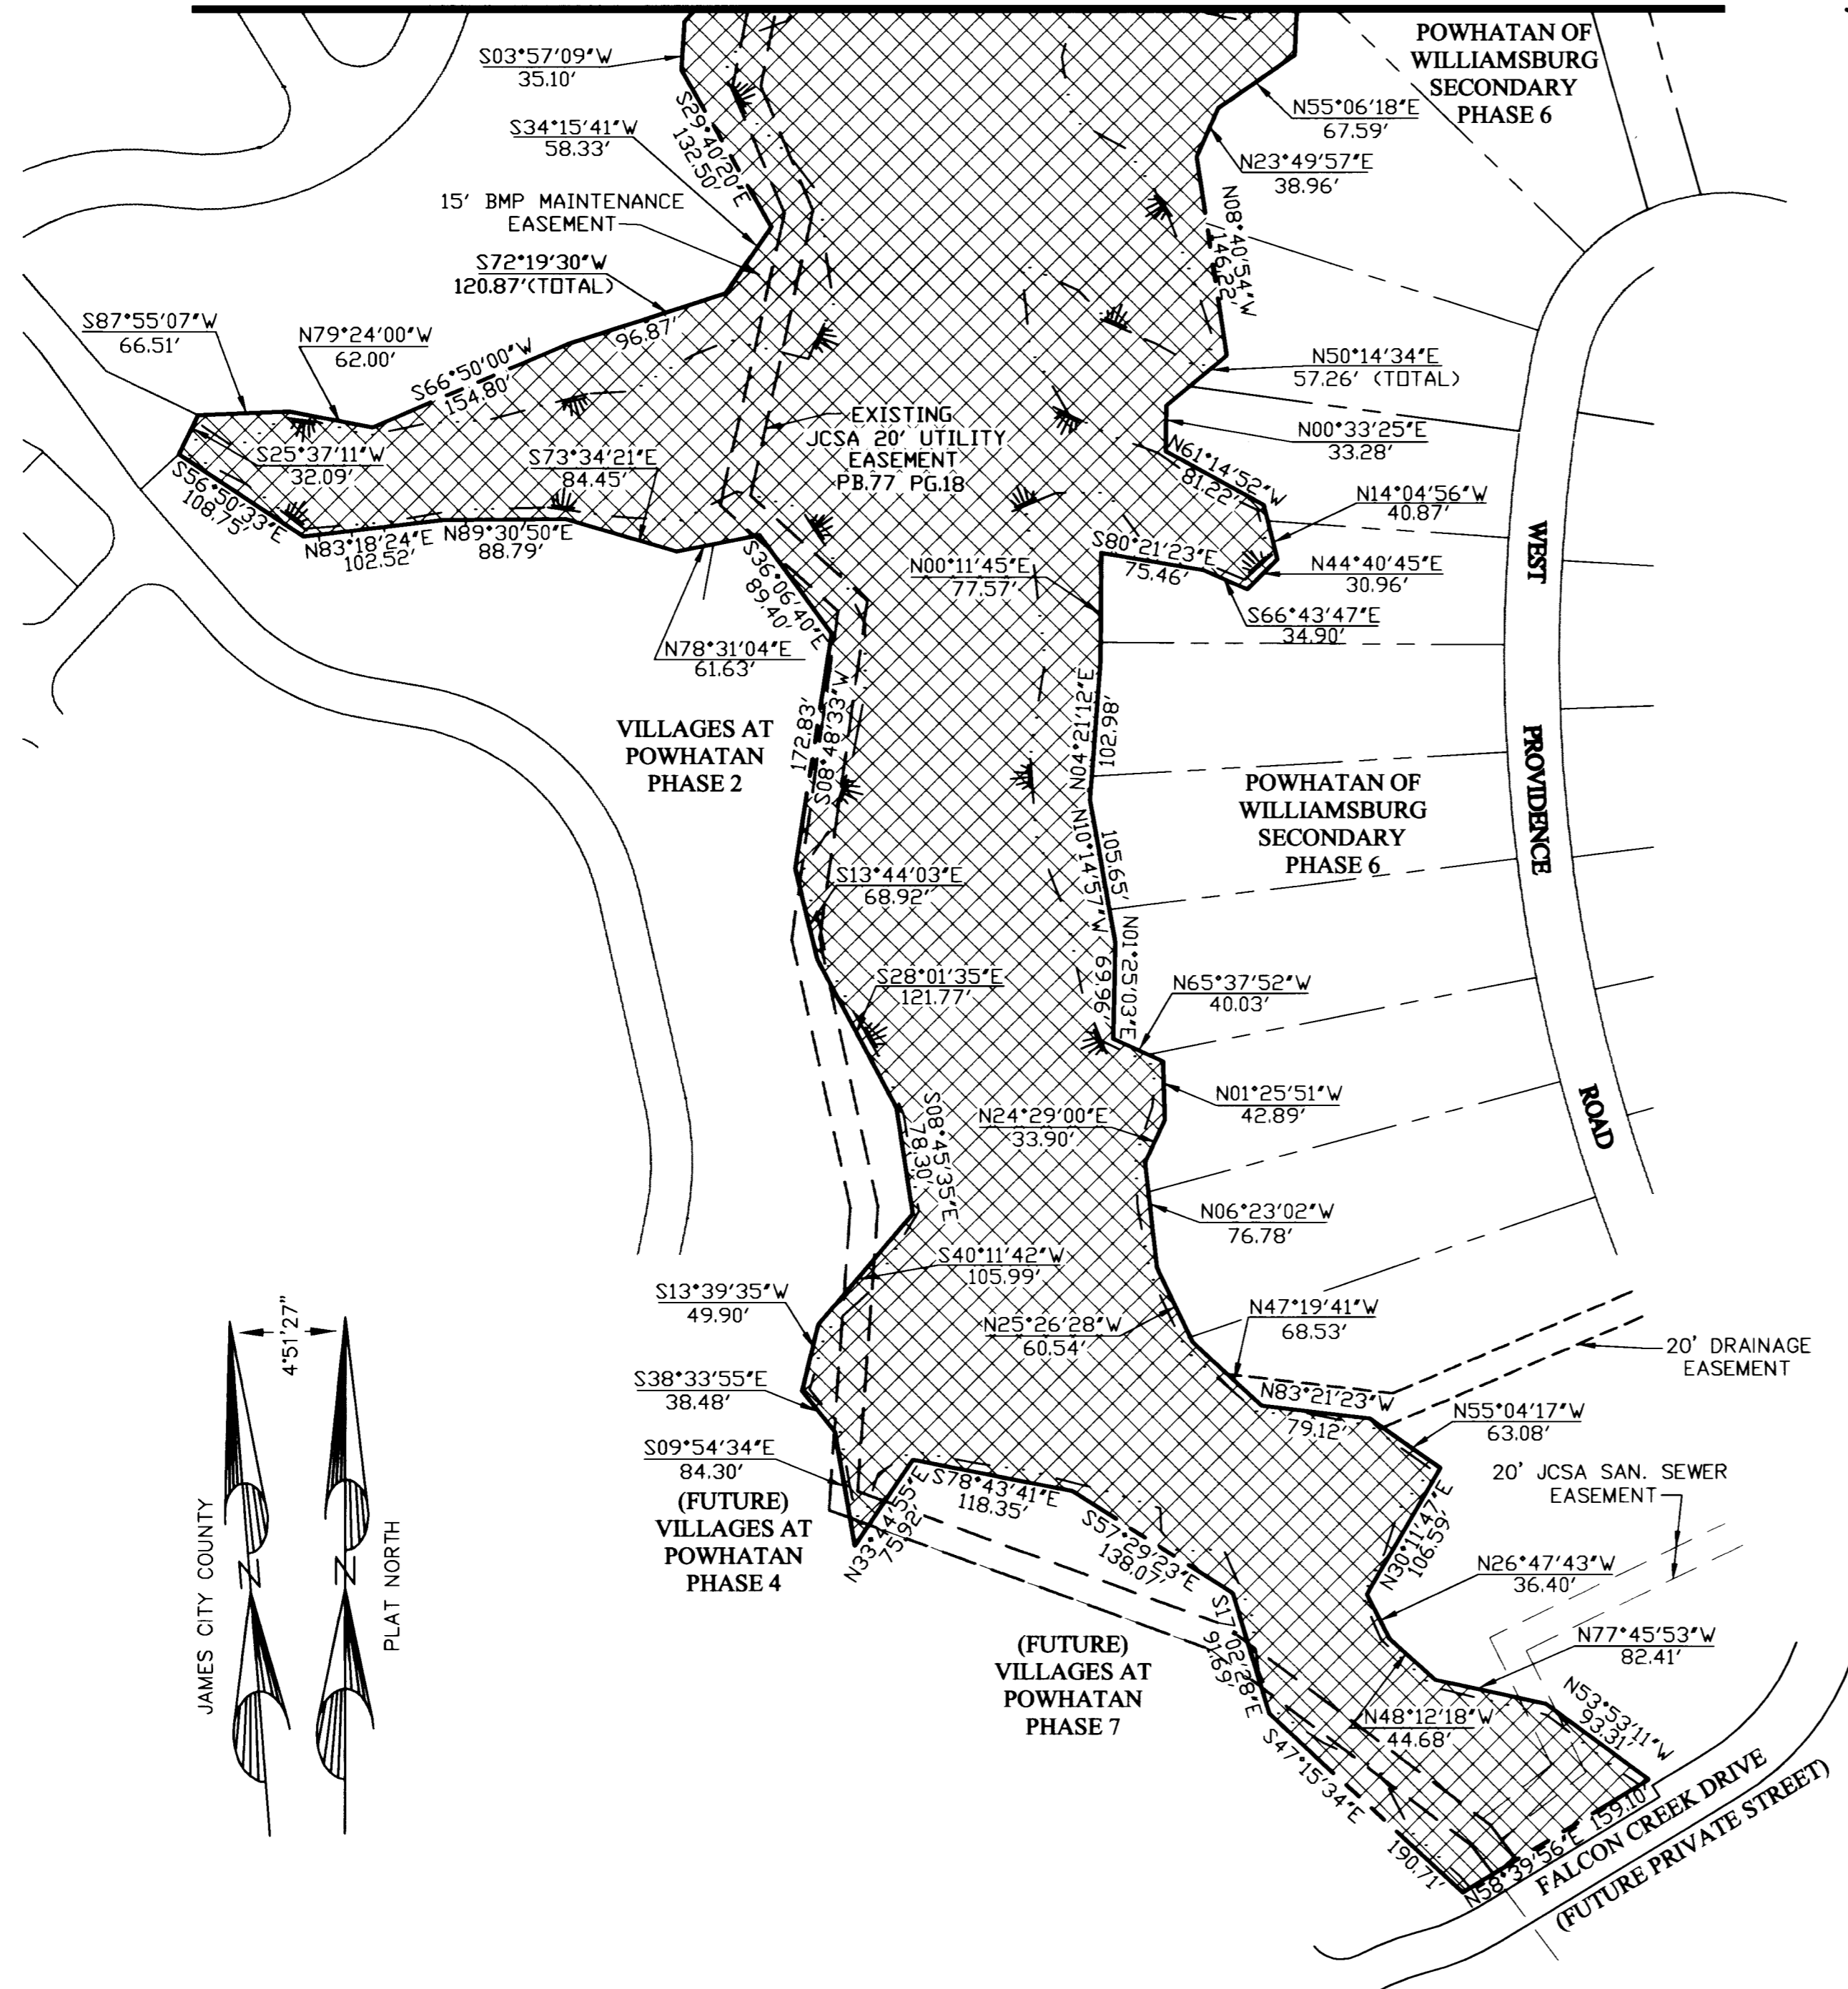 POWHATAN OF
WILLIAMSBURG
SECONDARY
PHASE 6
S03°57'09"W
35.10'
N55°06'18"E
67.59'
S29°40'20"E
132.50'
S34°15'41"W
58.33'
N23°49'57"E
38.96'
15' BMP MAINTENANCE
EASEMENT
N08°40'54"W
146.22'
S72°19'30"W
120.87'(TOTAL)
96.87'
S87°55'07"W
66.51'
N79°24'00"W
62.00'
S66°50'00"W
154.80'
N50°14'34"E
57.26' (TOTAL)
EXISTING
JCSA 20' UTILITY
EASEMENT
PB.77 PG.18
N00°33'25"E
33.28'
S25°37'11"W
32.09'
S73°34'21"E
84.45'
N61°14'52"W
81.22'
S56°50'33"E
108.75'
N14°04'56"W
40.87'
N83°18'24"E
102.52'
N89°30'50"E
88.79'
S36°06'40"E
89.40'
N00°11'45"E
77.57'
S80°21'23"E
75.46'
N44°40'45"E
30.96'
S66°43'47"E
34.90'
N78°31'04"E
61.63'
WEST
PROVIDENCE
ROAD
172.83'
S08°48'33"W
N04°21'12"E
102.98'
VILLAGES AT
POWHATAN
PHASE 2
POWHATAN OF
WILLIAMSBURG
SECONDARY
PHASE 6
105.65'
N10°14'57"W
S13°44'03"E
68.92'
N01°25'03"E
69.96'
S28°01'35"E
121.77'
N65°37'52"W
40.03'
N01°25'51"W
42.89'
S08°45'35"E
78.30'
N24°29'00"E
33.90'
N06°23'02"W
76.78'
S40°11'42"W
105.99'
S13°39'35"W
49.90'
N25°26'28"W
60.54'
N47°19'41"W
68.53'
20' DRAINAGE
EASEMENT
4°51'27"
S38°33'55"E
38.48'
N83°21'23"W
79.12'
N55°04'17"W
63.08'
S09°54'34"E
84.30'
N33°44'55"E
75.92'
S78°43'41"E
118.35'
20' JCSA SAN. SEWER
EASEMENT
(FUTURE)
VILLAGES AT
POWHATAN
PHASE 4
S57°29'23"E
138.07'
N30°11'47"E
106.59'
N26°47'43"W
36.40'
JAMES CITY COUNTY
N
N
PLAT NORTH
S17°02'28"E
91.69'
N77°45'53"W
82.41'
(FUTURE)
VILLAGES AT
POWHATAN
PHASE 7
N53°53'11"W
93.31'
N48°12'18"W
44.68'
S47°15'34"E
190.71'
N58°39'56"E 159.10'
FALCON CREEK DRIVE
(FUTURE PRIVATE STREET)